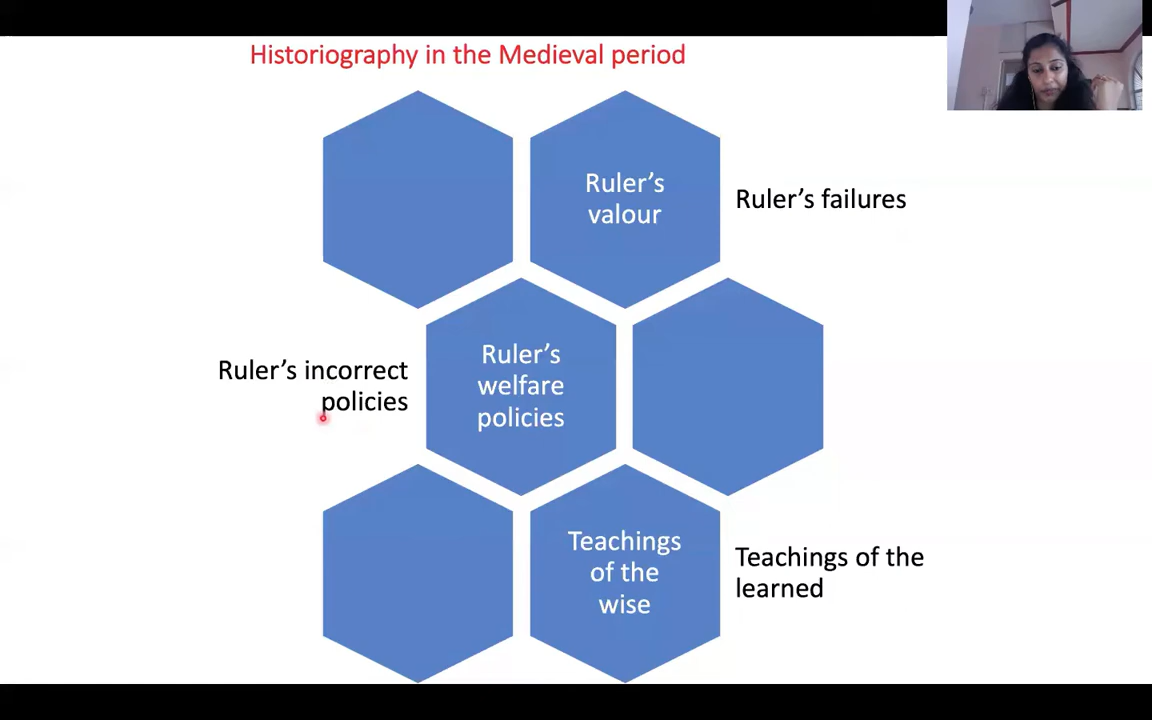 Historiography in the Medieval period
Ruler’s
valour
Ruler’s failures
Ruler’s incorrect
policies
Ruler’s
welfare
policies
Teachings
of the
wise
Teachings of the
learned